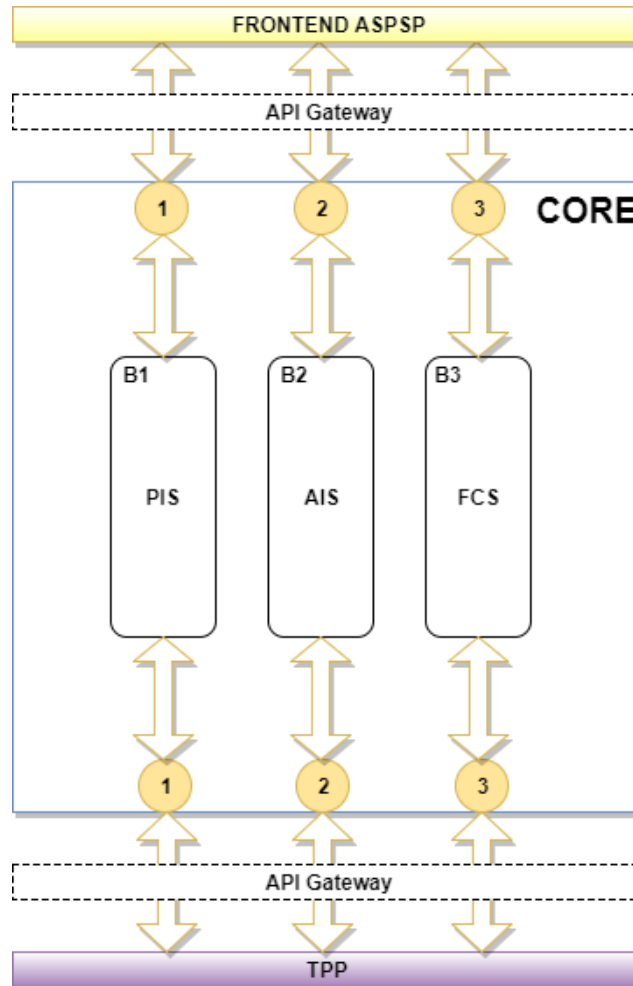 FRONTEND ASPSP
API Gateway
1
2
3
CORE
B1
B2
B3
PIS
AIS
FCS
1
2
3
API Gateway
TPP